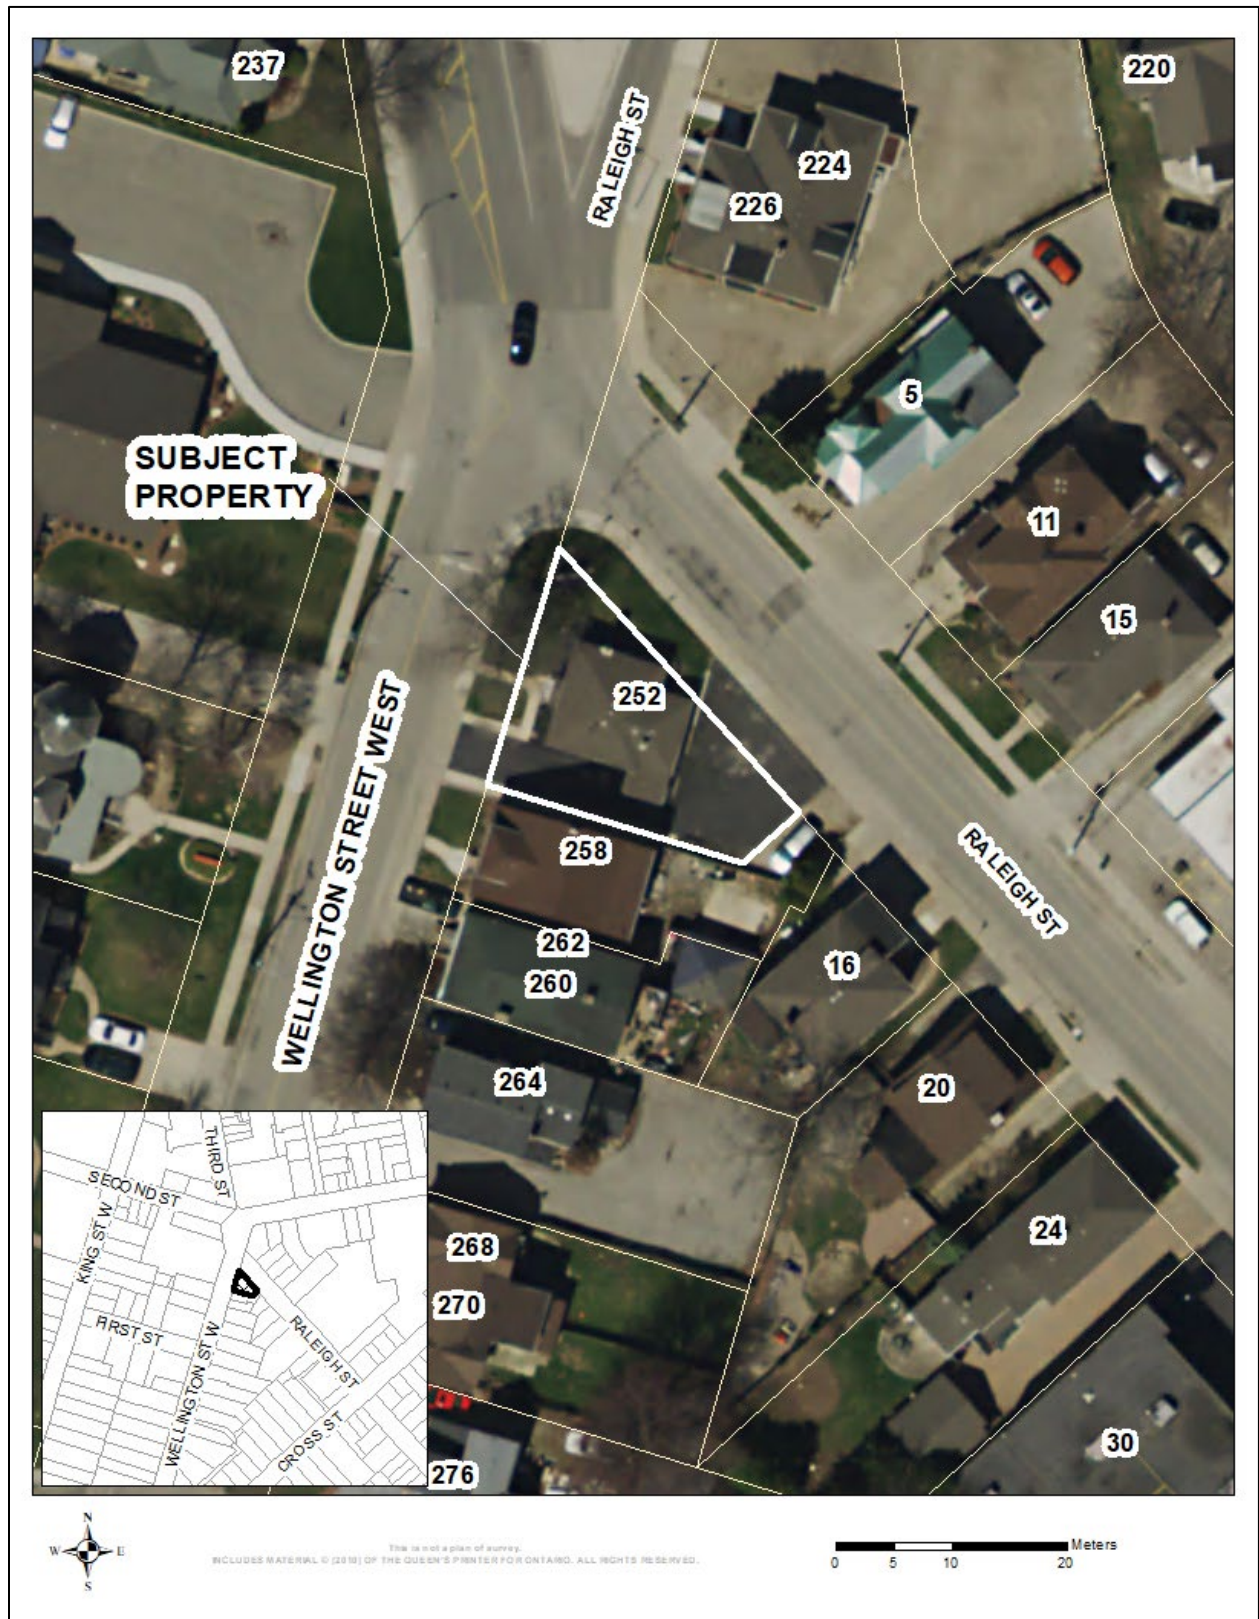 237
RALEIGH ST
220
224
226
5
SUBJECT
PROPERTY
11
15
252
WELLINGTON STREET WEST
258
RALEIGH ST
262
260
16
264
20
24
268
270
30
276
THIRD ST
SECOND ST
KING ST W
FIRST ST
RALEIGH ST
WELLINGTON ST W
CROSS ST
N
W E
S
This is not a plan of survey.
INCLUDES MATERIAL © [2010] OF THE QUEEN'S PRINTER FOR ONTARIO. ALL RIGHTS RESERVED.
Meters
0 5 10 20